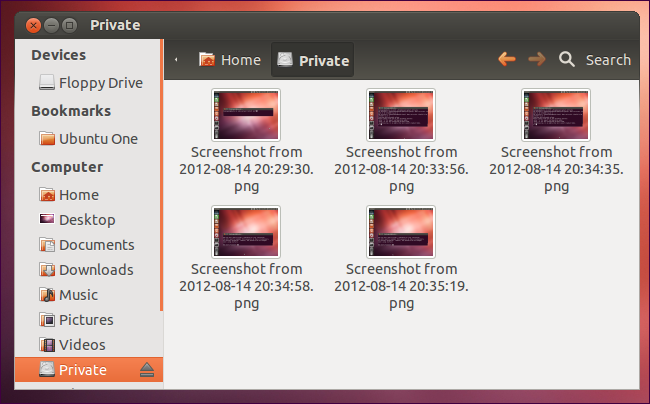 Private
Devices
Floppy Drive
Bookmarks
Ubuntu One
Computer
Home
Desktop
Documents
Downloads
Music
Pictures
Videos
Private
Home
Private
Search
Screenshot from
2012-08-14 20:29:30.
png
Screenshot from
2012-08-14 20:33:56.
png
Screenshot from
2012-08-14 20:34:35.
png
Screenshot from
2012-08-14 20:34:58.
png
Screenshot from
2012-08-14 20:35:19.
png